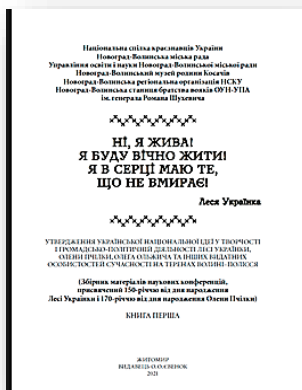 Національна спілка краєзнавців України
Новоград-Волинська міська рада
Управління освіти і науки Новоград-Волинської міської ради
Новоград-Волинський музей родини Косачів
Новоград-Волинська регіональна організація НСКУ
Новоград-Волинська станиця братства вояків ОУН-УПА
ім. генерала Романа Шухевича
НІ, Я ЖИВА!
Я БУДУ ВІЧНО ЖИТИ!
Я В СЕРЦІ МАЮ ТЕ,
ЩО НЕ ВМИРАЄ!
Леся Українка
УТВЕРДЖЕННЯ УКРАЇНСЬКОЇ НАЦІОНАЛЬНОЇ ІДЕЇ У ТВОРЧОСТІ
І ГРОМАДСЬКО-ПОЛІТИЧНІЙ ДІЯЛЬНОСТІ ЛЕСІ УКРАЇНКИ,
ОЛЕНИ ПЧІЛКИ, ОЛЕГА ОЛЬЖИЧА ТА ІНШИХ ВИДАТНИХ
ОСОБИСТОСТЕЙ СУЧАСНОСТІ НА ТЕРЕНАХ ВОЛИНІ-ПОЛІССЯ
(Збірник матеріалів наукових конференцій,
присвячений 150-річчю від дня народження
Лесі Українки і 170-річчю від дня народження Олени Пчілки)
КНИГА ПЕРША
ЖИТОМИР
ВИДАВЕЦЬ О.О.ЄВЕНОК
2021